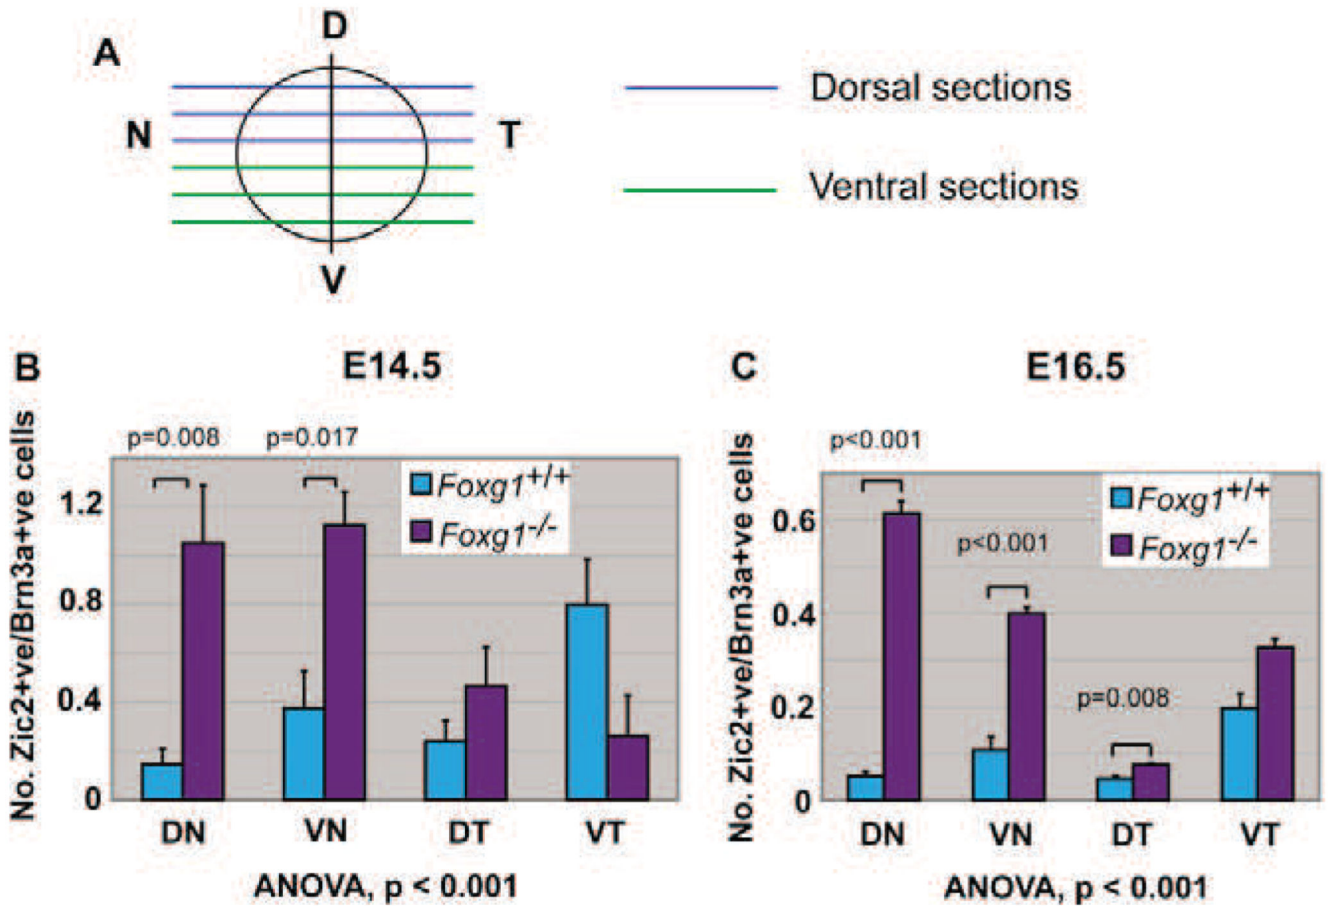 A
D
N
T
V
Dorsal sections
Ventral sections
B
E14.5
No. Zic2+ve/Brn3a+ve cells
p=0.008
p=0.017
Foxg1+/+
Foxg1-/-
1.2
0.8
0.4
0
DN
VN
DT
VT
ANOVA, p < 0.001
C
E16.5
No. Zic2+ve/Brn3a+ve cells
p<0.001
p<0.001
p=0.008
Foxg1+/+
Foxg1-/-
0.6
0.4
0.2
0
DN
VN
DT
VT
ANOVA, p < 0.001